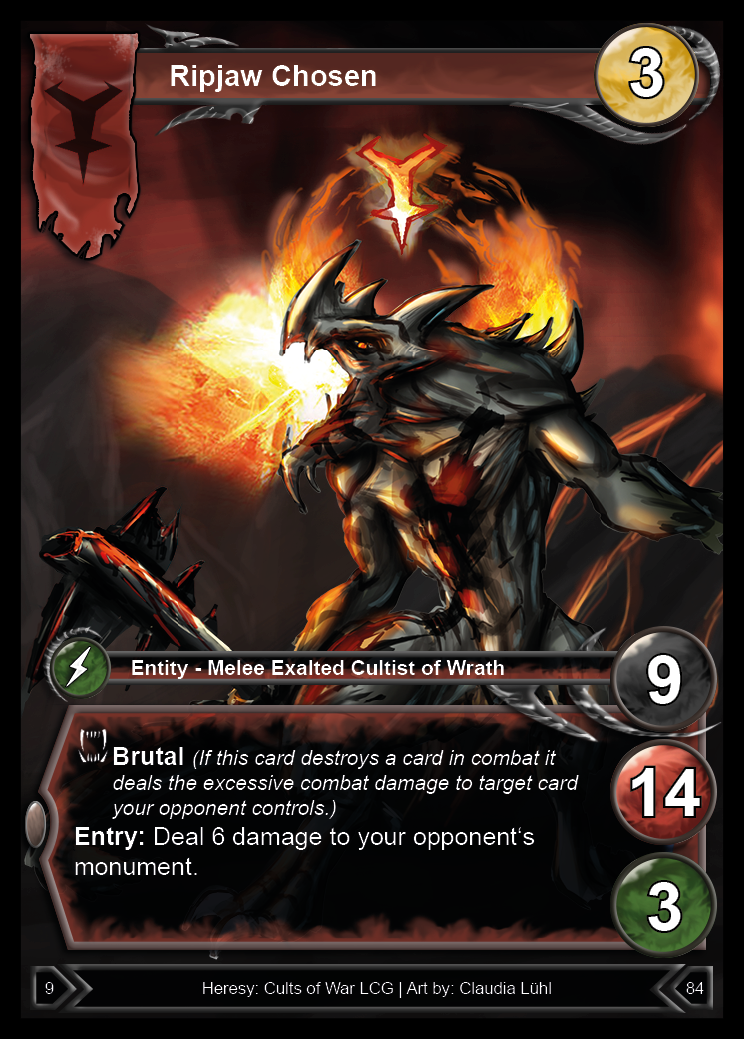 Ripjaw Chosen
3
Entity - Melee Exalted Cultist of Wrath
9
Brutal (If this card destroys a card in combat it
deals the excessive combat damage to target card
your opponent controls.)
14
Entry: Deal 6 damage to your opponent‘s
monument.
3
9
Heresy: Cults of War LCG | Art by: Claudia Lühl
84